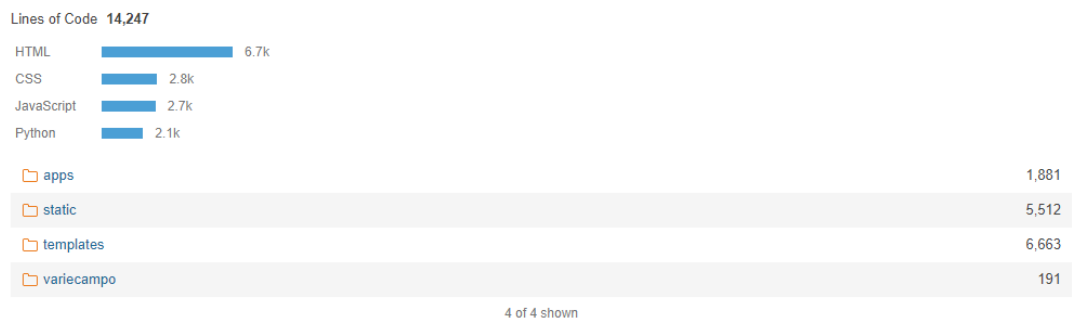 Lines of Code 14,247
HTML 6.7k
CSS 2.8k
JavaScript 2.7k
Python 2.1k
apps 1,881
static 5,512
templates 6,663
variecampo 191
4 of 4 shown